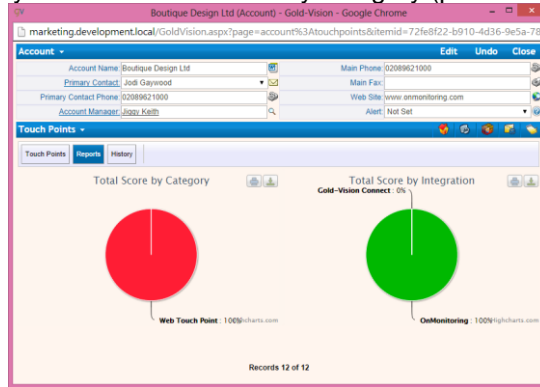 Boutique Design Ltd (Account) - Gold-Vision - Google Chrome
marketing.development.local/GoldVision.aspx?page=account%3Atouchpoints&itemid=72fe8f22-b910-4d36-9e5a-78
Account Edit Undo Close
Account Name: Boutique Design Ltd Main Phone: 02089621000
Primary Contact: Jodi Gaywood Main Fax:
Primary Contact Phone: 02089621000 Web Site: www.onmonitoring.com
Account Manager: Jiggy Keith Alert: Not Set
Touch Points
Touch Points Reports History
Total Score by Category Total Score by Integration
Gold-Vision Connect : 0%
Web Touch Point : 100% OnMonitoring : 100% Highcharts.com
Records 12 of 12